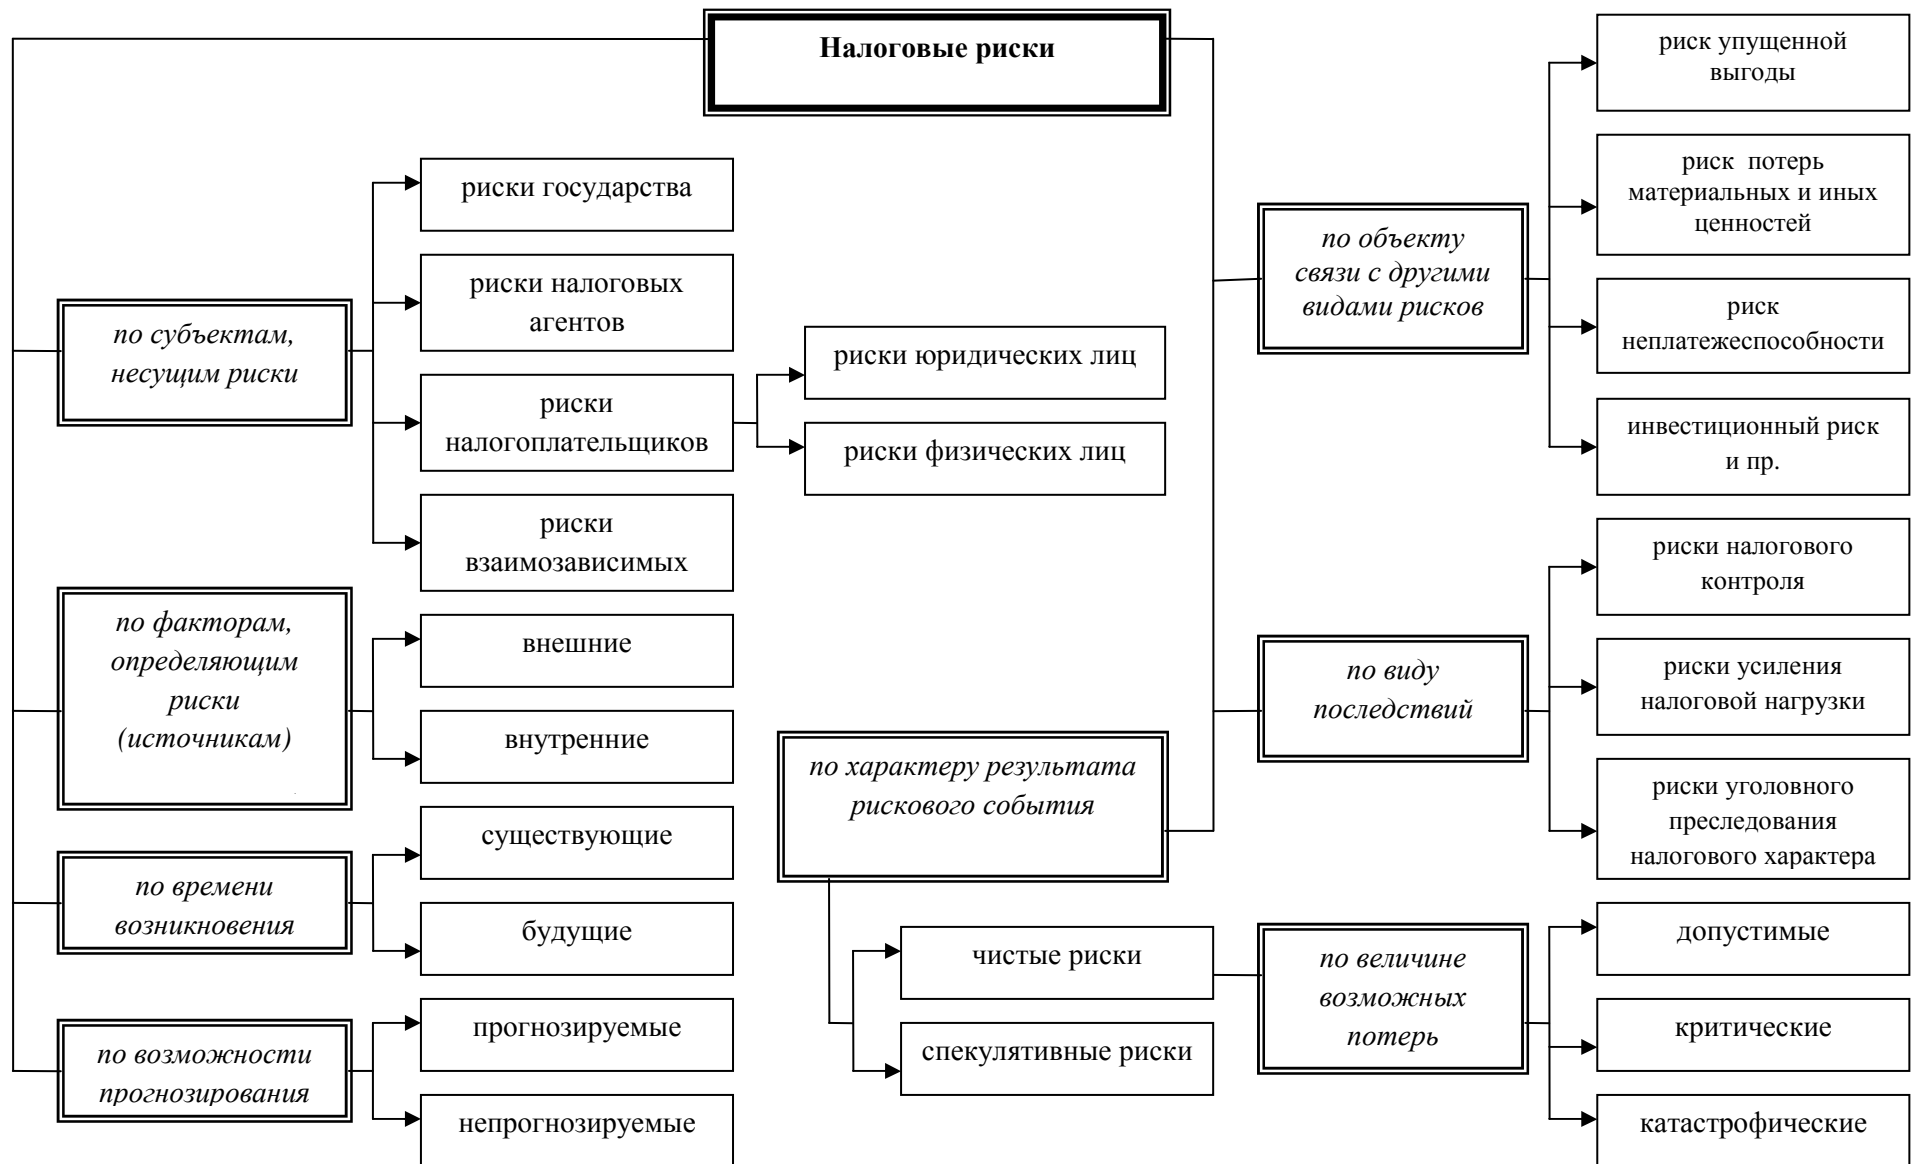 Налоговые риски
по субъектам,
несущим риски
риски государства
риски налоговых
агентов
риски
налогоплательщиков
риски юридических лиц
риски физических лиц
риски
взаимозависимых
по факторам,
определяющим
риски
(источникам)
внешние
внутренние
по времени
возникновения
существующие
будущие
по возможности
прогнозирования
прогнозируемые
непрогнозируемые
по объекту
связи с другими
видами рисков
риск упущенной
выгоды
риск потерь
материальных и иных
ценностей
риск
неплатежеспособности
инвестиционный риск
и пр.
по виду
последствий
риски налогового
контроля
риски усиления
налоговой нагрузки
риски уголовного
преследования
налогового характера
по характеру результата
рискового события
чистые риски
спекулятивные риски
по величине
возможных
потерь
допустимые
критические
катастрофические